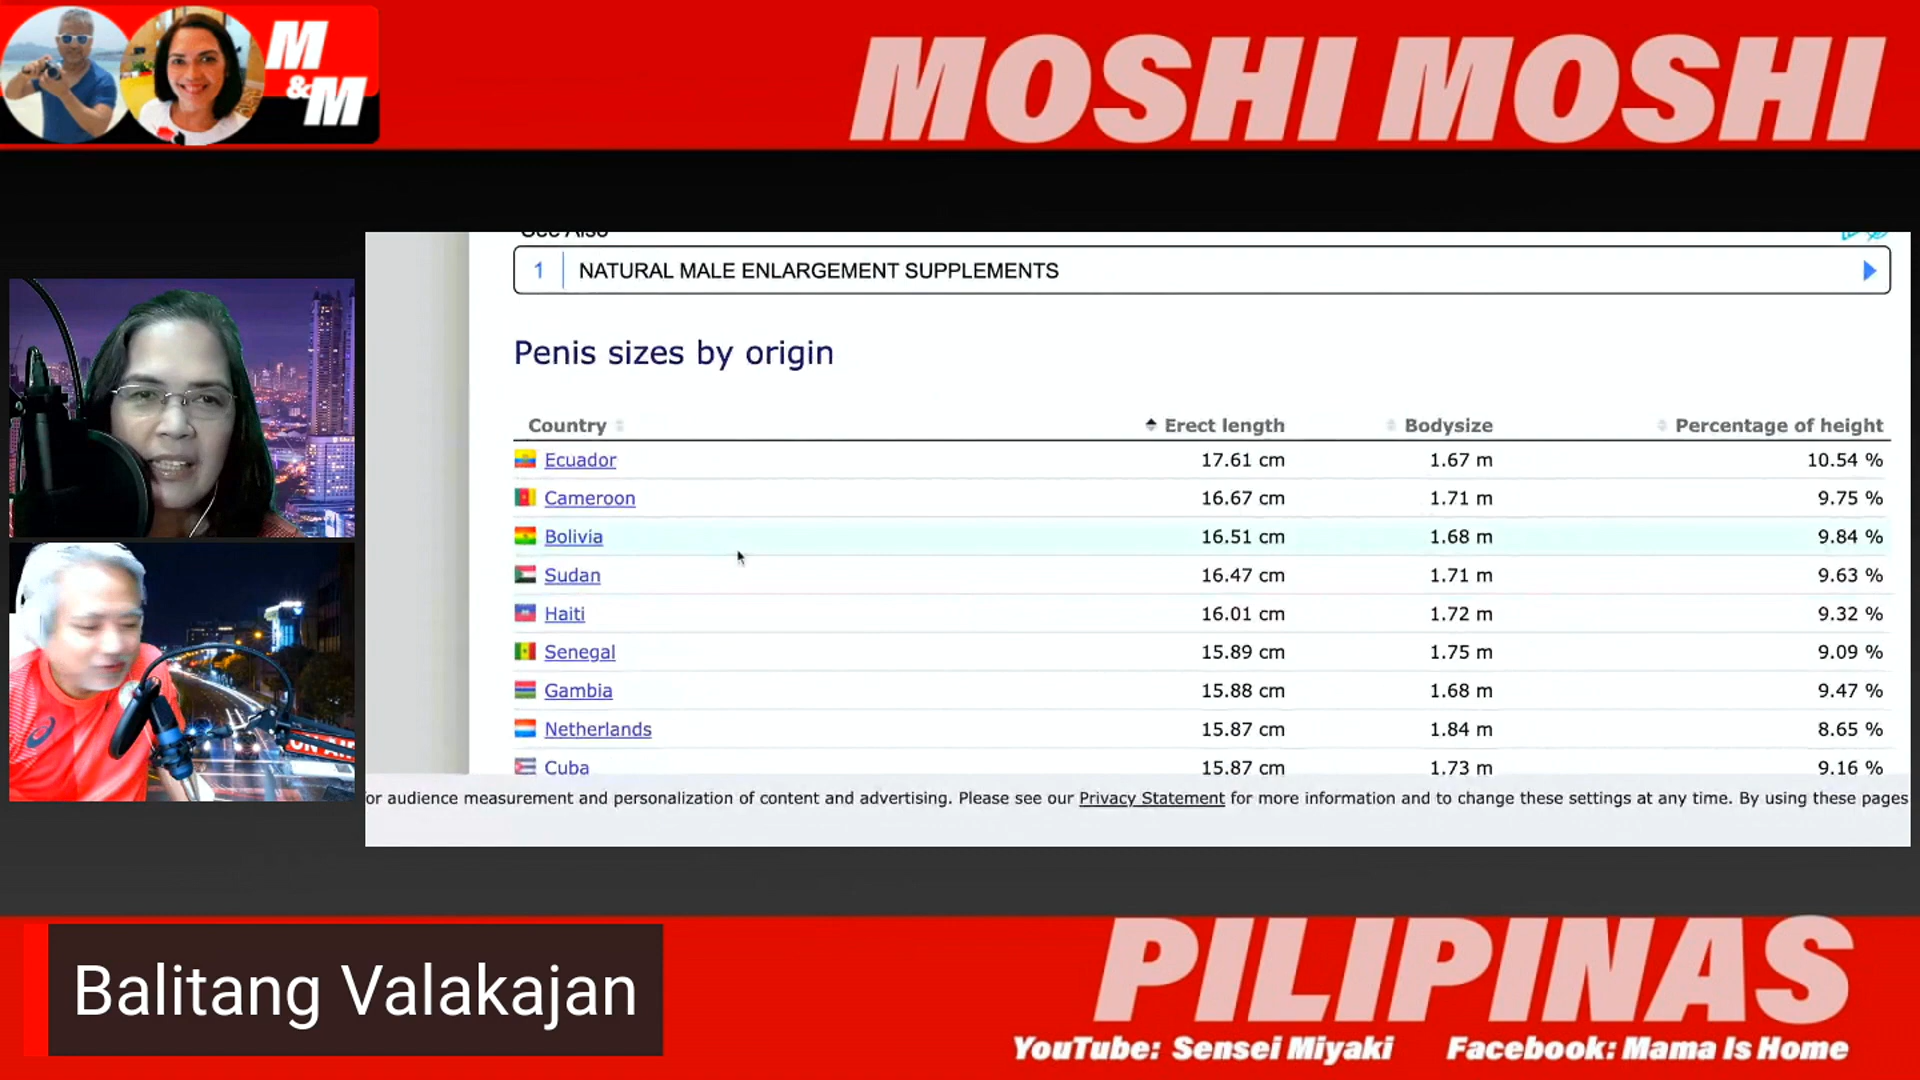 M
&
M
MOSHI MOSHI
See Also
1 NATURAL MALE ENLARGEMENT SUPPLEMENTS
Penis sizes by origin
Country Erect length Bodysize Percentage of height
Ecuador 17.61 cm 1.67 m 10.54 %
Cameroon 16.67 cm 1.71 m 9.75 %
Bolivia 16.51 cm 1.68 m 9.84 %
Sudan 16.47 cm 1.71 m 9.63 %
Haiti 16.01 cm 1.72 m 9.32 %
Senegal 15.89 cm 1.75 m 9.09 %
Gambia 15.88 cm 1.68 m 9.47 %
Netherlands 15.87 cm 1.84 m 8.65 %
Cuba 15.87 cm 1.73 m 9.16 %
or audience measurement and personalization of content and advertising. Please see our Privacy Statement for more information and to change these settings at any time. By using these pages
ON AIR
Balitang Valakajan
PILIPINAS
YouTube: Sensei Miyaki Facebook: Mama Is Home